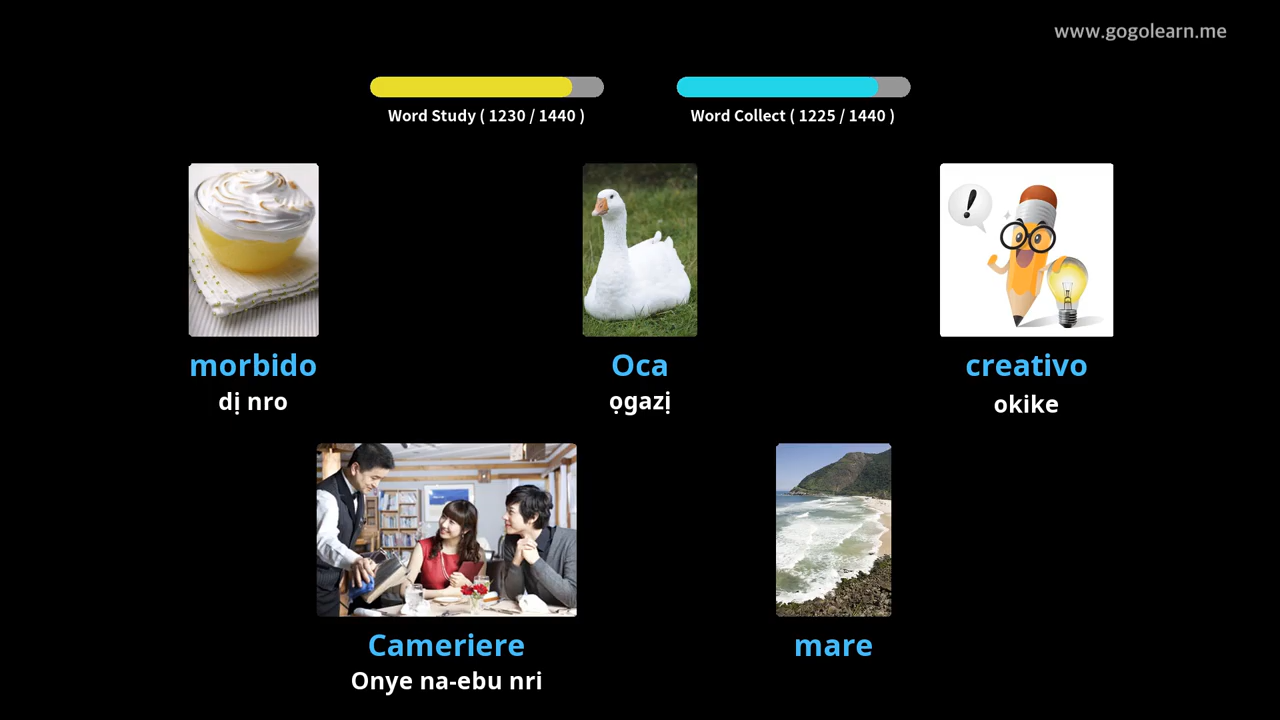 www.gogolearn.me
Word Study ( 1230 / 1440 )
Word Collect ( 1225 / 1440 )
morbido
dị nro
Oca
ọgazị
creativo
okike
Cameriere
Onye na-ebu nri
mare